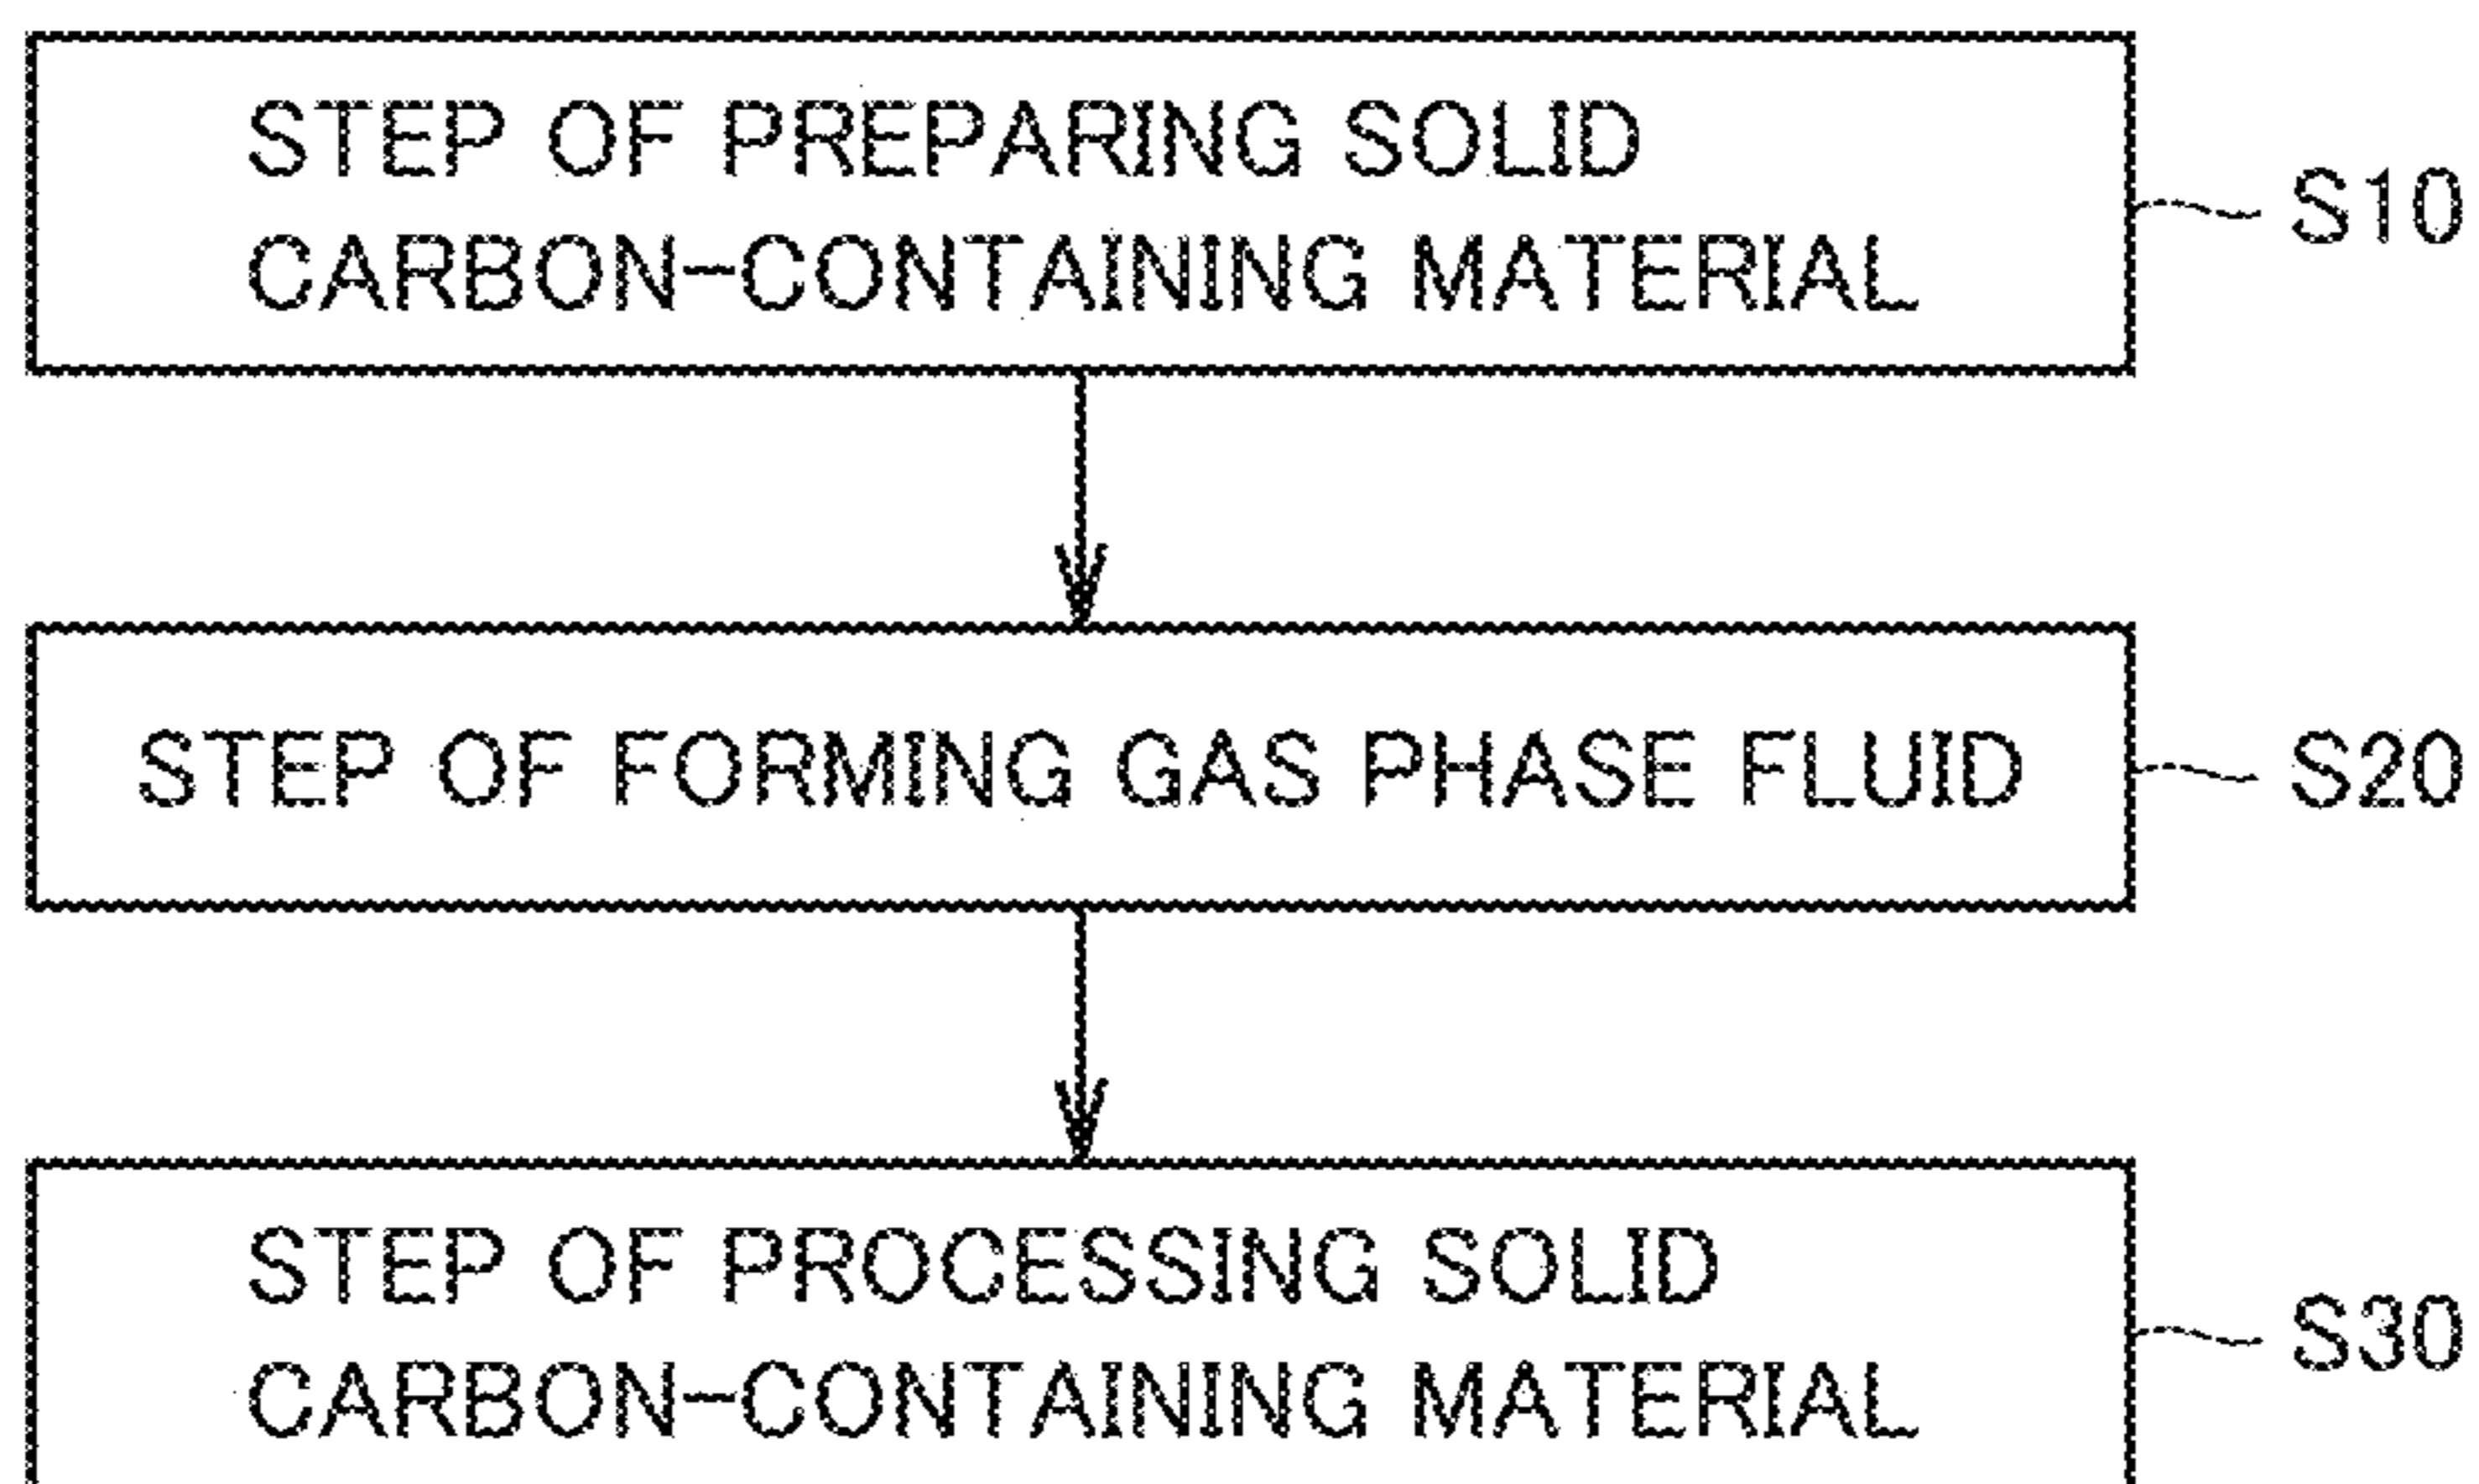 STEP OF PREPARING SOLID
CARBON-CONTAINING MATERIAL
S10
STEP OF FORMING GAS PHASE FLUID
S20
STEP OF PROCESSING SOLID
CARBON-CONTAINING MATERIAL
S30